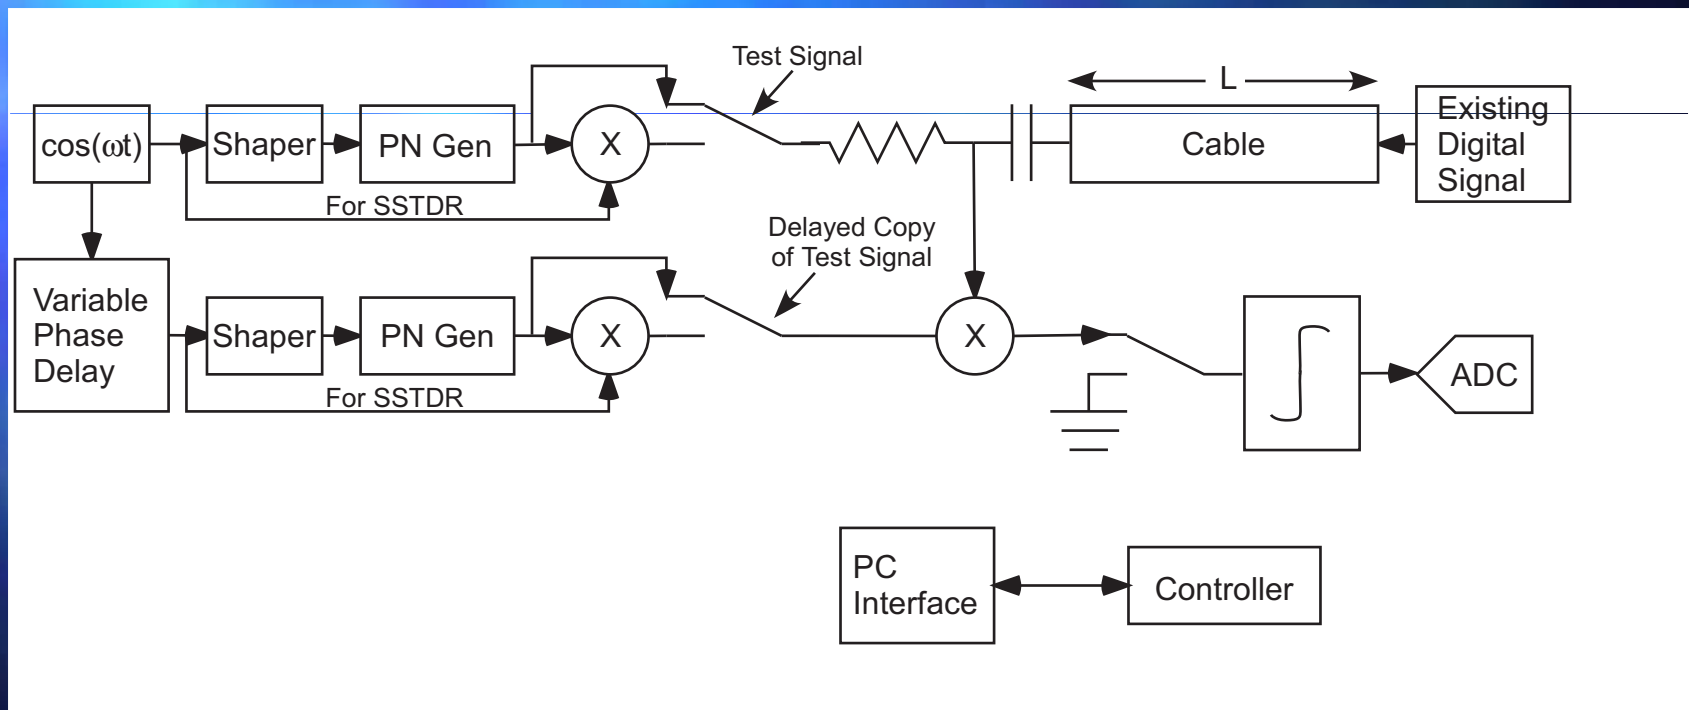 Test Signal
L
cos(ωt)
Shaper
PN Gen
X
Cable
Existing
Digital
Signal
For SSTDR
Delayed Copy
of Test Signal
Variable
Phase
Delay
Shaper
PN Gen
X
X
ADC
For SSTDR
PC
Interface
Controller